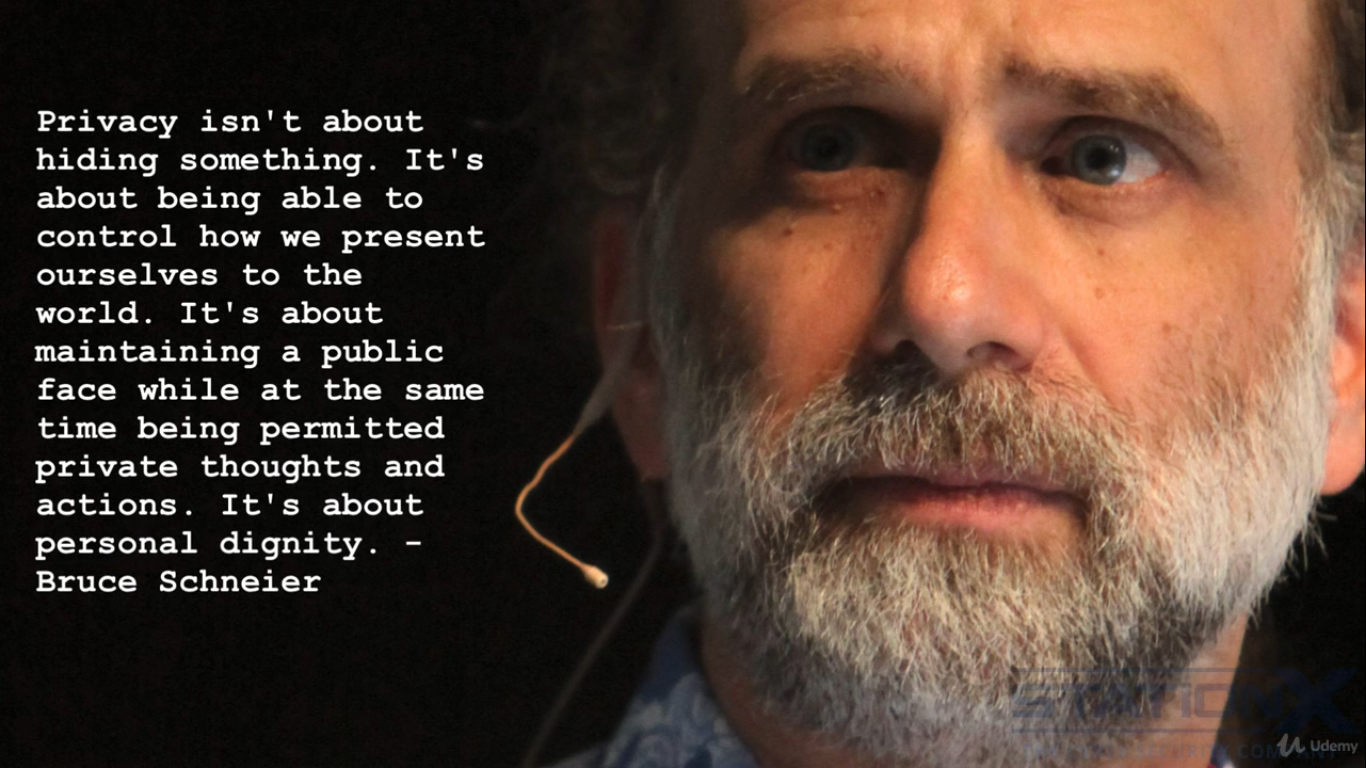 Privacy isn't about
hiding something. It's
about being able to
control how we present
ourselves to the
world. It's about
maintaining a public
face while at the same
time being permitted
private thoughts and
actions. It's about
personal dignity. -
Bruce Schneier
STATIONX
Udemy